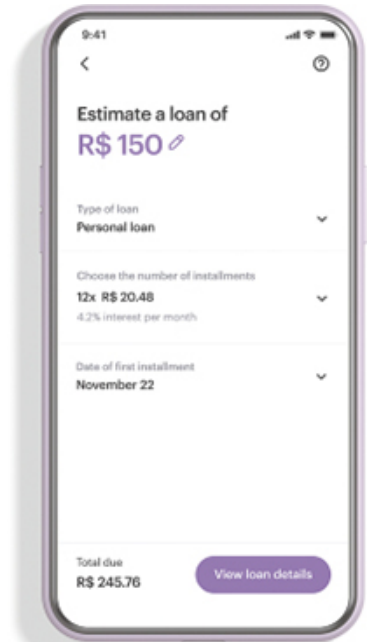 9:41
Estimate a loan of
R$ 150
Type of loan
Personal loan
Choose the number of installments
12x R$ 20.48
4.2% interest per month
Date of first installment
November 22
Total due
R$ 245.76
View loan details